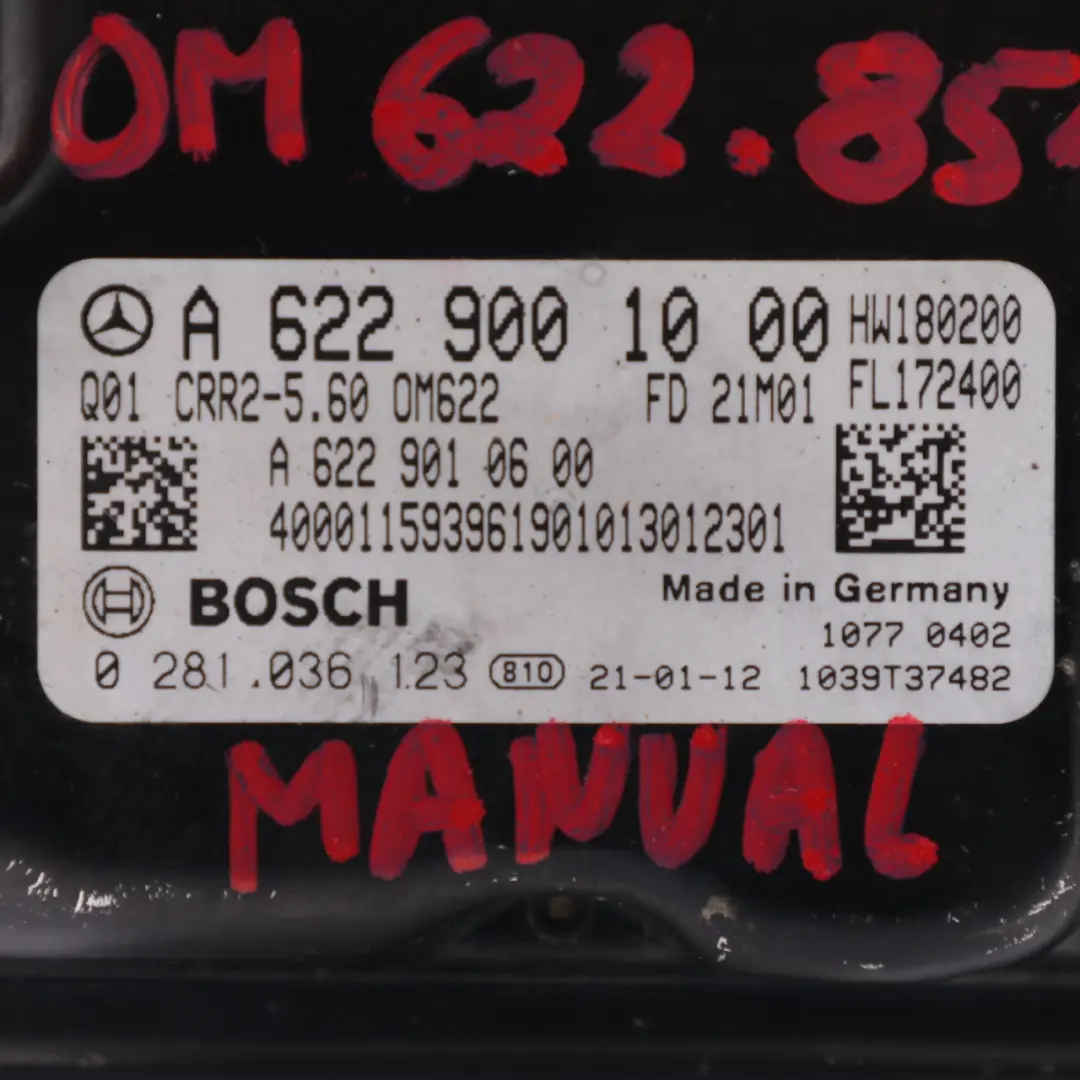 OM 622.85
A 622 900 10 00 HW180200
Q01 CRR2-5.60 OM622 FD 21M01 FL172400
A 622 901 06 00
400011593961901013012301
BOSCH Made in Germany
1077 0402
0 281.036 123 810 21-01-12 1039T37482
MANUAL